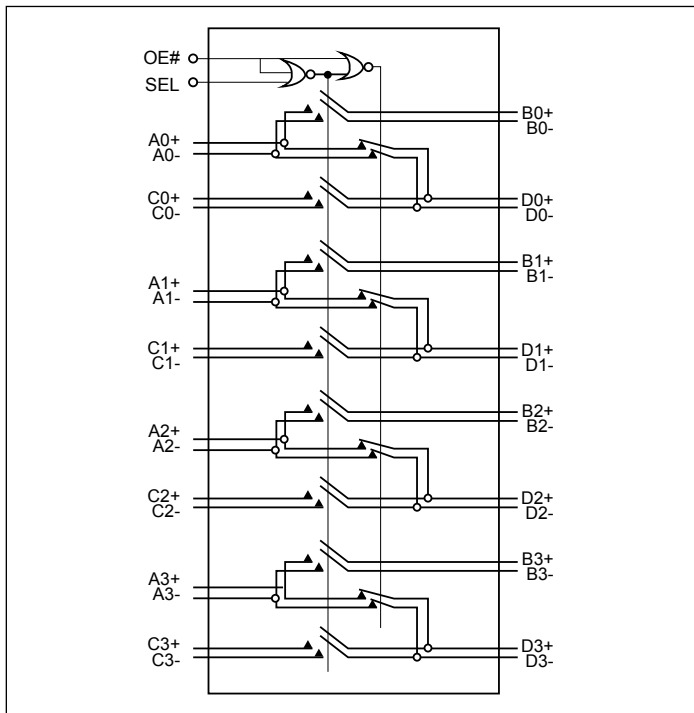 OE#
SEL
B0+
B0-
A0+
A0-
C0+
C0-
D0+
D0-
B1+
B1-
A1+
A1-
C1+
C1-
D1+
D1-
B2+
B2-
A2+
A2-
C2+
C2-
D2+
D2-
B3+
B3-
A3+
A3-
C3+
C3-
D3+
D3-